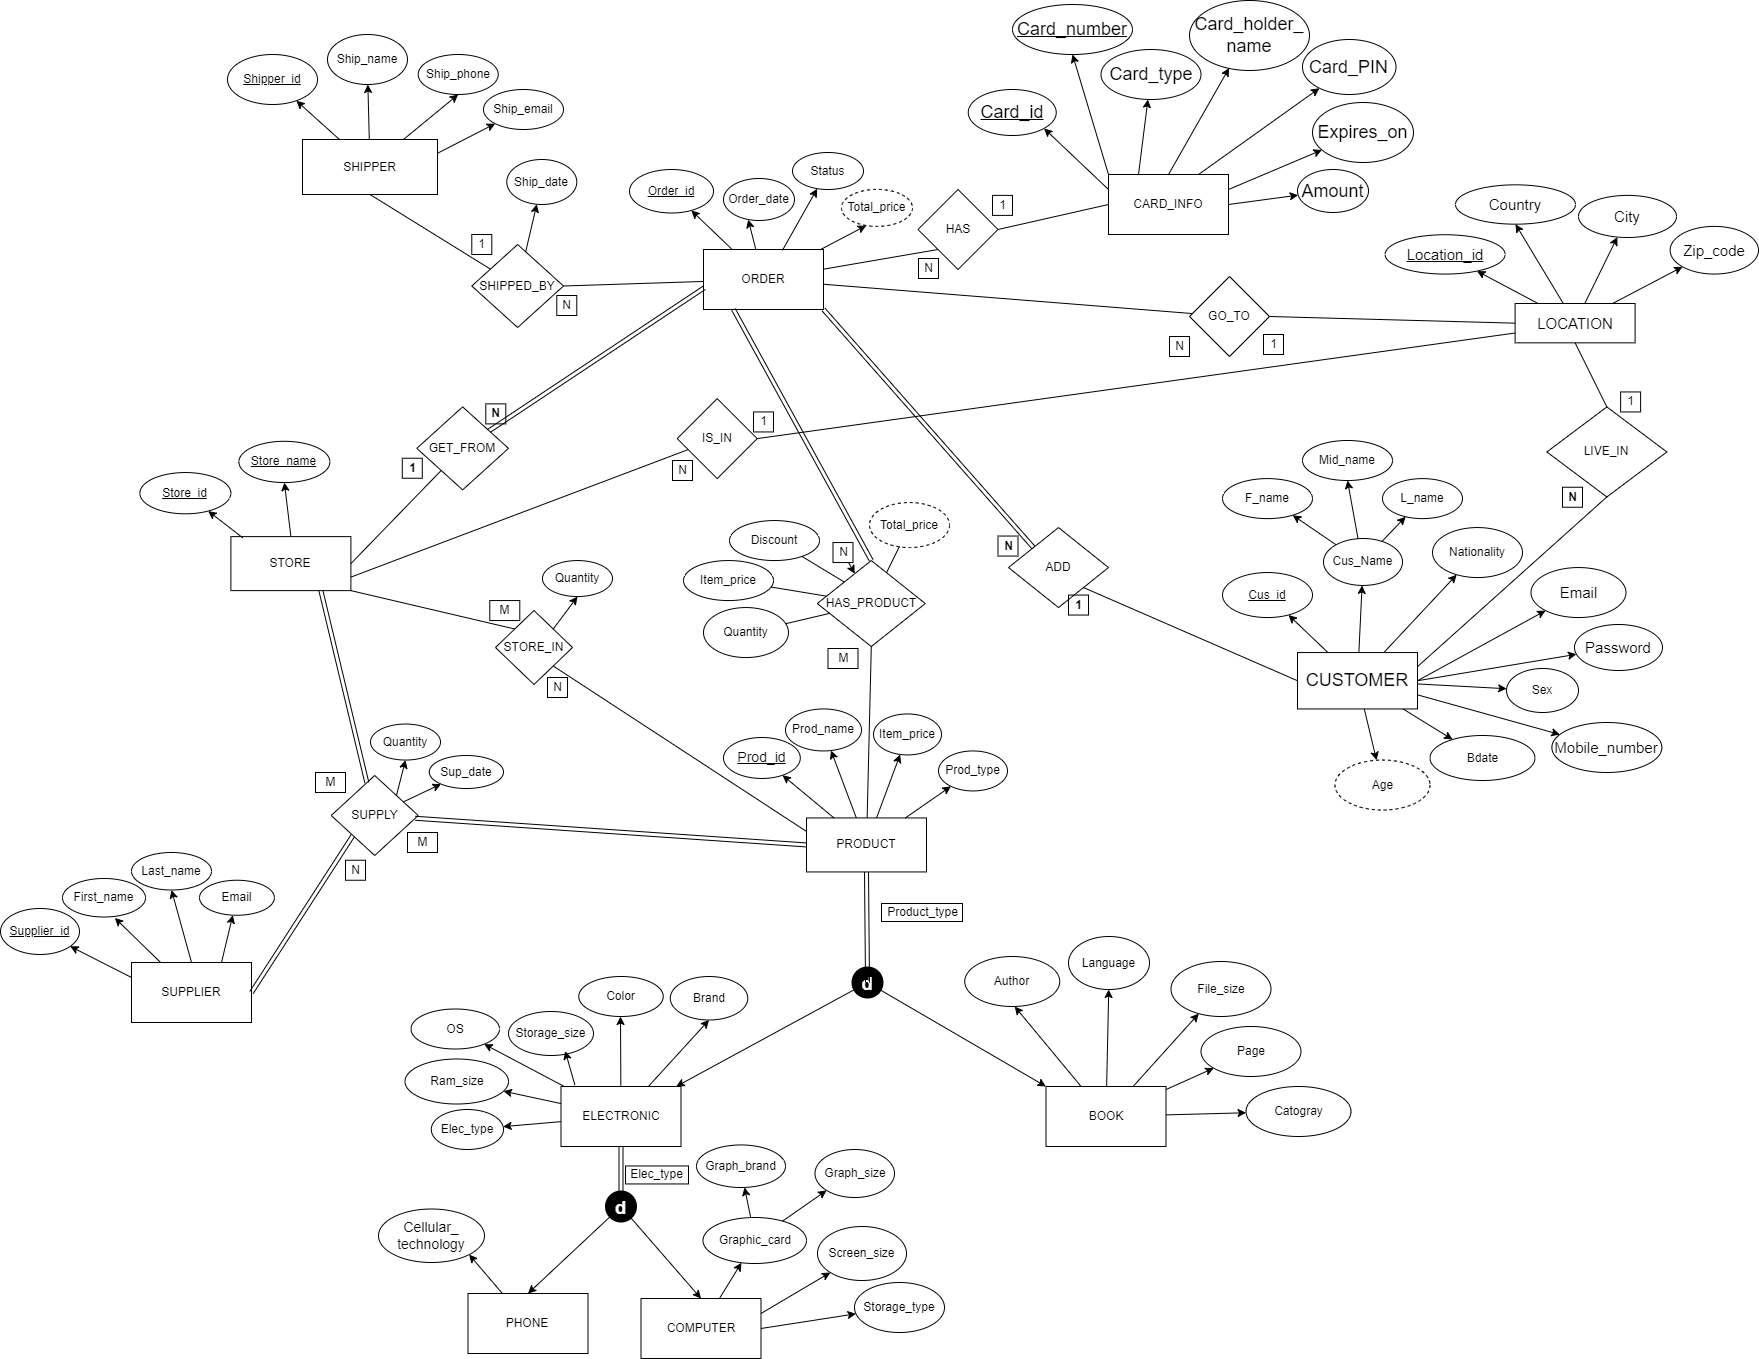 Card_number
Card_holder_
name
Card_type
Card_PIN
Card_id
Expires_on
Amount
CARD_INFO
Ship_name
Shipper_id
Ship_phone
Ship_email
SHIPPER
Ship_date
1
SHIPPED_BY
N
Order_id
Order_date
Status
Total_price
ORDER
HAS
1
N
Country
City
Location_id
Zip_code
LOCATION
GO_TO
N
1
GET_FROM
N
1
IS_IN
1
N
1
LIVE_IN
N
Store_name
Store_id
STORE
Mid_name
F_name
L_name
Cus_Name
Nationality
Cus_id
Email
Password
Sex
Mobile_number
Bdate
Age
CUSTOMER
N
ADD
1
Total_price
Discount
Item_price
Quantity
N
HAS_PRODUCT
M
Quantity
M
STORE_IN
N
Prod_name
Item_price
Prod_id
Prod_type
PRODUCT
Quantity
Sup_date
M
SUPPLY
M
N
Last_name
First_name
Email
Supplier_id
SUPPLIER
Product_type
d
Language
Author
File_size
Page
Catogray
BOOK
Color
Brand
OS
Storage_size
Ram_size
Elec_type
ELECTRONIC
Elec_type
d
Graph_brand
Graph_size
Graphic_card
Screen_size
Storage_type
COMPUTER
Cellular_
technology
PHONE